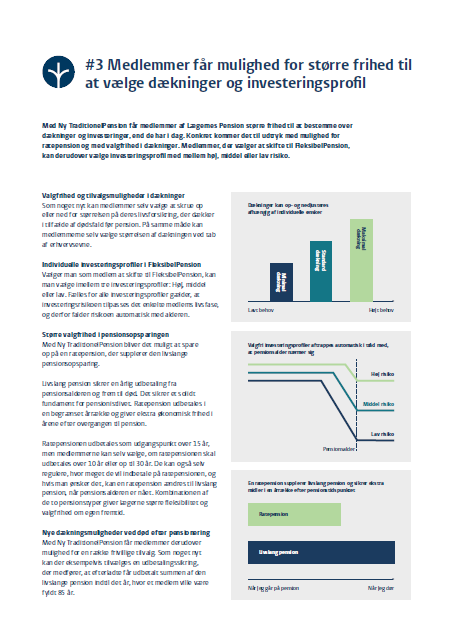 #3 Medlemmer får mulighed for større frihed til
at vælge dækninger og investeringsprofil
Med Ny TraditionelPension får medlemmer af Lægernes Pension større frihed til at bestemme over
dækninger og investeringer, end de har i dag. Konkret kommer det til udtryk med mulighed for
ratepension og med valgfrihed i dækninger. Medlemmer, der vælger at skifte til FleksibelPension,
kan derudover vælge investeringsprofil med mellem høj, middel eller lav risiko.
Valgfrihed og tilvalgsmuligheder i dækninger
Som noget nyt kan medlemmer selv vælge at skrue op
eller ned for størrelsen på deres livsforsikring, der dækker
i tilfælde af dødsfald før pension. På samme måde kan
medlemmerne selv vælge størrelsen af dækningen ved tab
af erhvervsevne.
Individuelle investeringsprofiler i FleksibelPension
Vælger man som medlem at skifte til FleksibelPension, kan
man vælge imellem tre investeringsprofiler: Høj, middel
eller lav. Fælles for alle investeringsprofiler gælder, at
investeringsrisikoen tilpasses det enkelte medlems livsfase,
og derfor falder risikoen automatisk med alderen.
Større valgfrihed i pensionsopsparingen
Med Ny TraditionelPension bliver det muligt at spare
op på en ratepension, der supplerer den livslange
pensionsopsparing.
Livslang pension sikrer en årlig udbetaling fra
pensionsalderen og frem til død. Det sikrer et solidt
fundament for pensionistlivet. Ratepension udbetales i
en begrænset årrække og giver ekstra økonomisk frihed i
årene efter overgangen til pension.
Ratepensionen udbetales som udgangspunkt over 15 år,
men medlemmerne kan selv vælge, om ratepensionen skal
udbetales over 10 år eller op til 30 år. De kan også selv
regulere, hvor meget de vil indbetale på ratepensionen, og
hvis man ønsker det, kan en ratepension ændres til livslang
pension, når pensionsalderen er nået. Kombinationen af
de to pensionstyper giver lægerne større fleksibilitet og
valgfrihed om egen fremtid.
Nye dækningsmuligheder ved død efter pensionering
Med Ny TraditionelPension får medlemmer derudover
mulighed for en række frivillige tilvalg. Som noget nyt
kan der eksempelvis tilvælges en udbetalingssikring,
der medfører, at efterladte får udbetalt summen af den
livslange pension indtil det år, hvor et medlem ville være
fyldt 85 år.
Dækninger kan op- og nedjusteres
afhængig af individuelle ønsker
Minimal
dækning
Standard
dækning
Maksimal
dækning
Lavt behov
Højt behov
Valgfri investeringsprofiler aftrappes automatisk i takt med,
at pensionsalder nærmer sig
Høj risiko
Middel risiko
Lav risiko
Pensionsalder
En ratepension supplerer livslang pension og sikrer ekstra
midler i en årrække efter pensionstidspunktet
Ratepension
Livslang pension
Når jeg går på pension
Når jeg dør